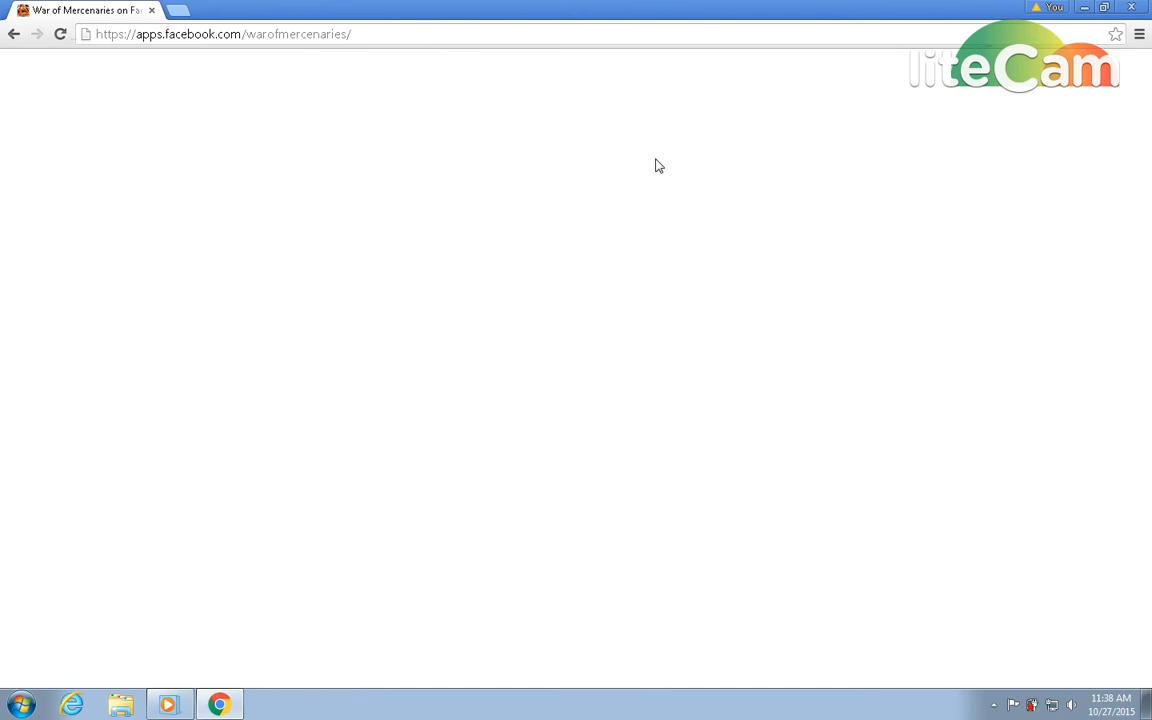 War of Mercenaries on Fa
You
https://apps.facebook.com/warofmercenaries/
liteCam
11:38 AM
10/27/2015